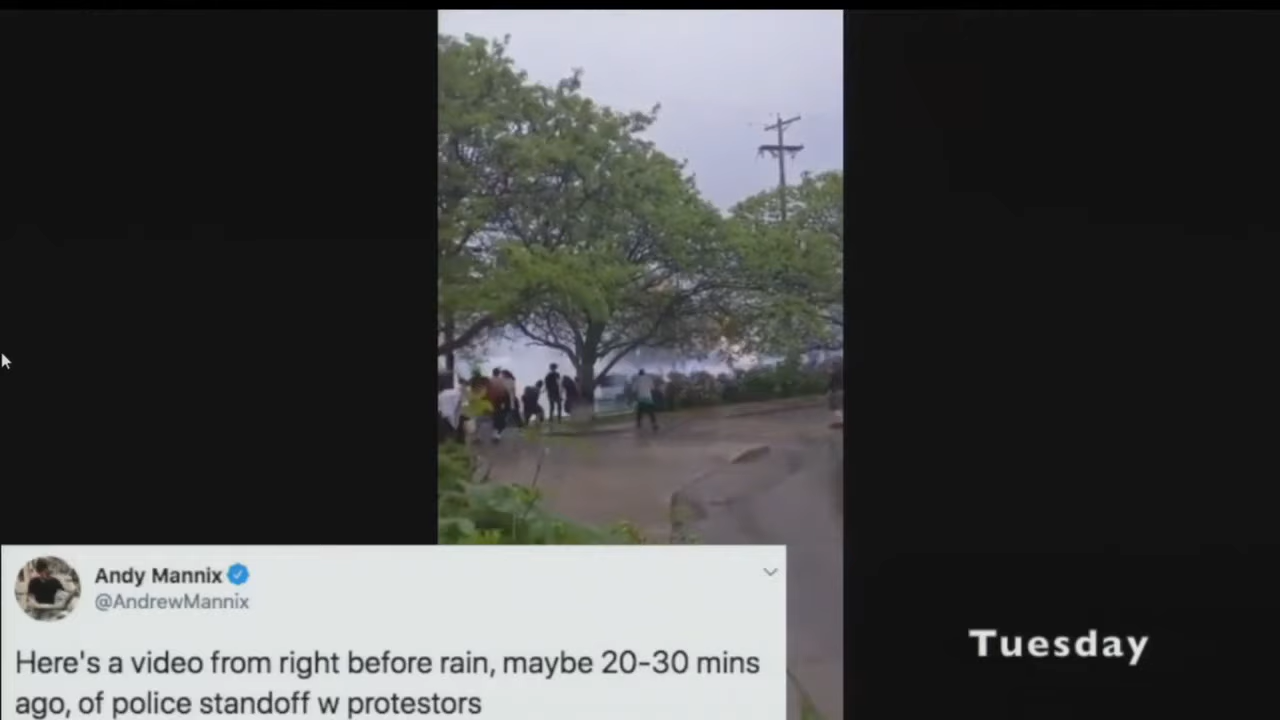 Andy Mannix
@AndrewMannix
Here's a video from right before rain, maybe 20-30 mins
ago, of police standoff w protestors
Tuesday